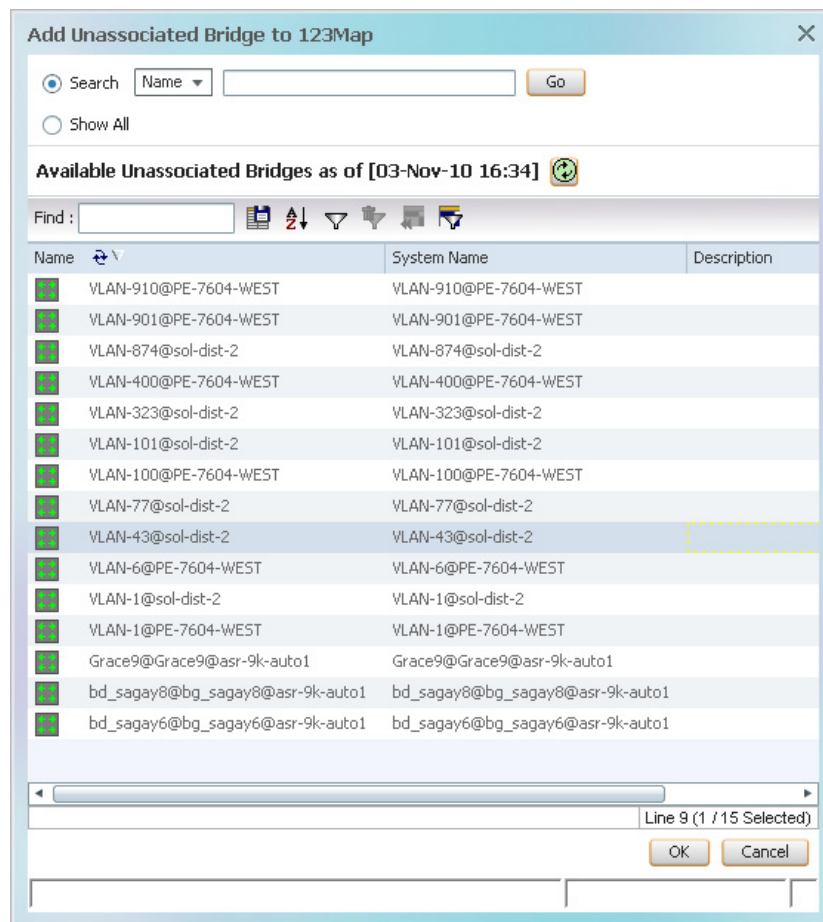 Add Unassociated Bridge to 123Map
Search Name Go
Show All
Available Unassociated Bridges as of [03-Nov-10 16:34]
Find :
Name System Name Description
VLAN-910@PE-7604-WEST VLAN-910@PE-7604-WEST
VLAN-901@PE-7604-WEST VLAN-901@PE-7604-WEST
VLAN-874@sol-dist-2 VLAN-874@sol-dist-2
VLAN-400@PE-7604-WEST VLAN-400@PE-7604-WEST
VLAN-323@sol-dist-2 VLAN-323@sol-dist-2
VLAN-101@sol-dist-2 VLAN-101@sol-dist-2
VLAN-100@PE-7604-WEST VLAN-100@PE-7604-WEST
VLAN-77@sol-dist-2 VLAN-77@sol-dist-2
VLAN-43@sol-dist-2 VLAN-43@sol-dist-2
VLAN-6@PE-7604-WEST VLAN-6@PE-7604-WEST
VLAN-1@sol-dist-2 VLAN-1@sol-dist-2
VLAN-1@PE-7604-WEST VLAN-1@PE-7604-WEST
Grace9@Grace9@asr-9k-auto1 Grace9@Grace9@asr-9k-auto1
bd_sagay8@bg_sagay8@asr-9k-auto1 bd_sagay8@bg_sagay8@asr-9k-auto1
bd_sagay6@bg_sagay6@asr-9k-auto1 bd_sagay6@bg_sagay6@asr-9k-auto1
Line 9 (1 / 15 Selected)
OK Cancel